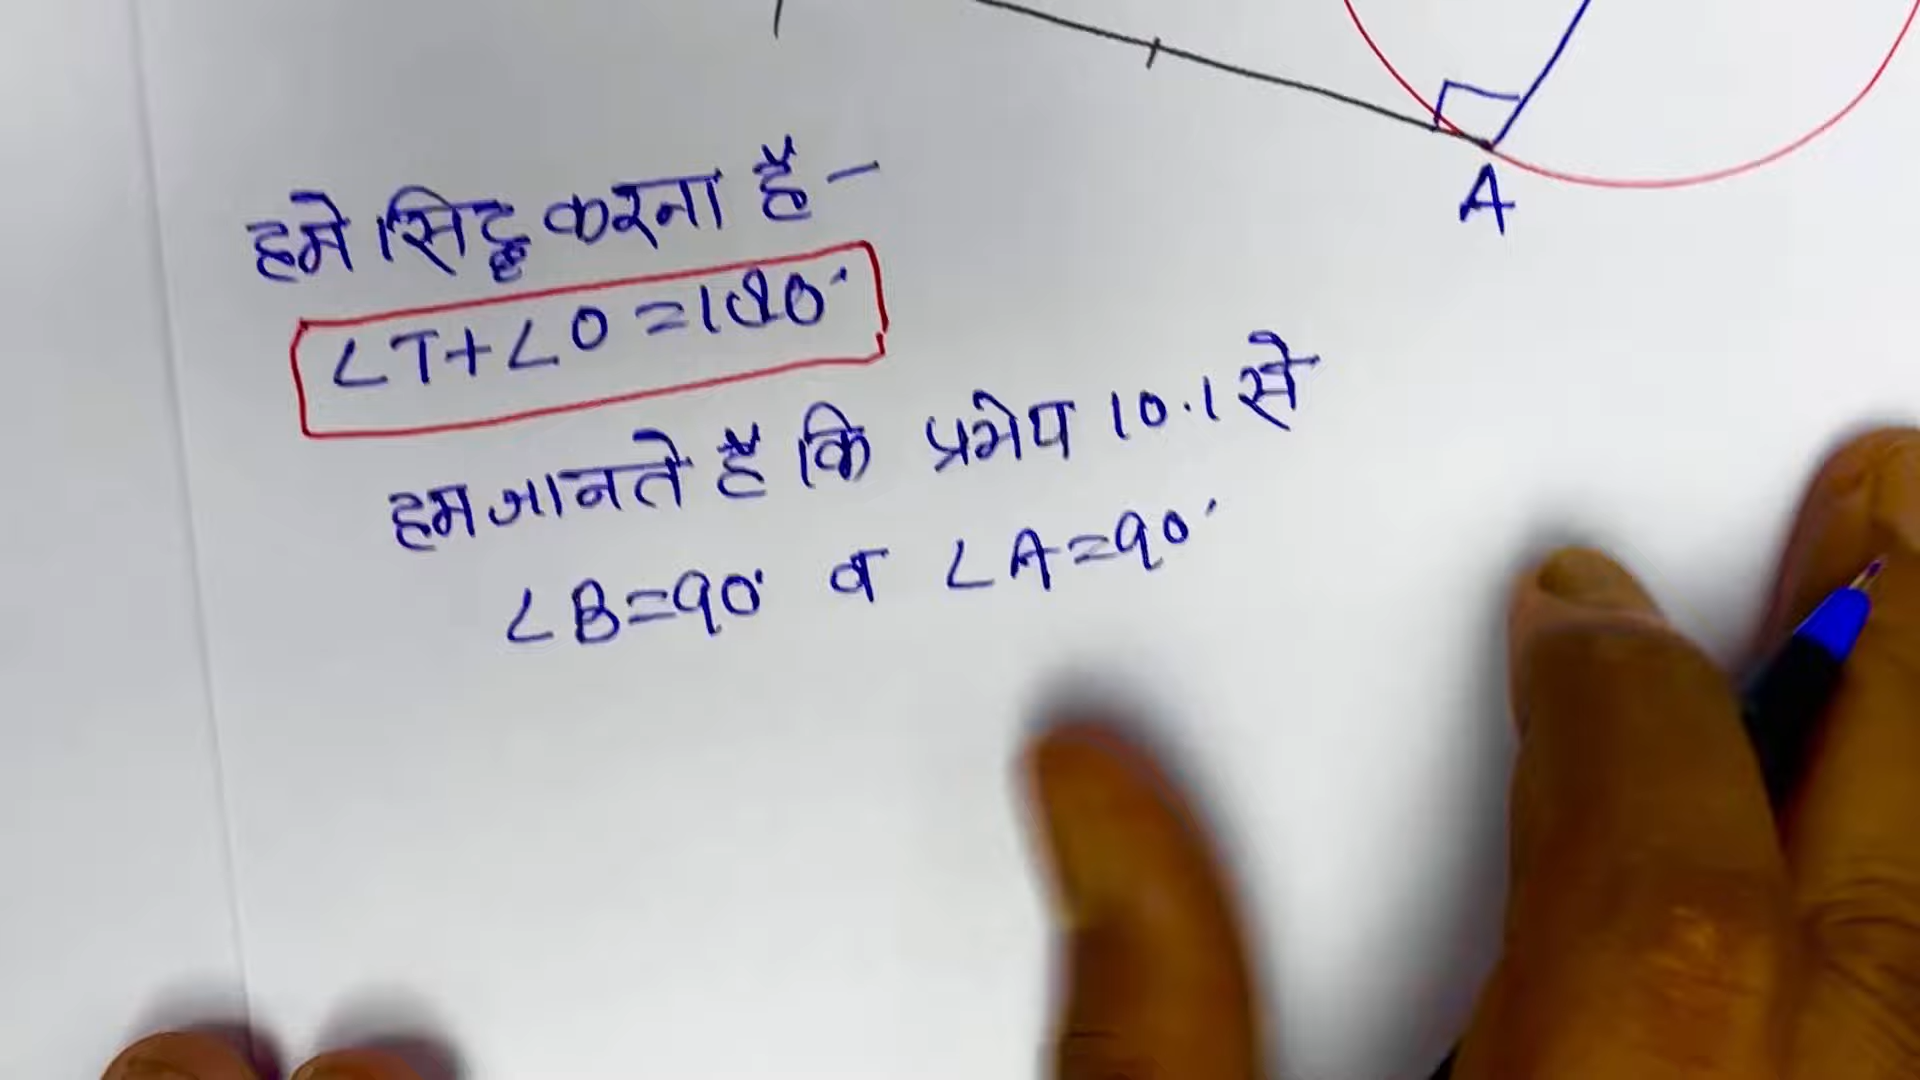 A
हमे सिद्ध करना है -
∠T+∠O=180°
हम जानते हैं कि प्रमेय 10.1 से
∠B=90° व ∠A=90°